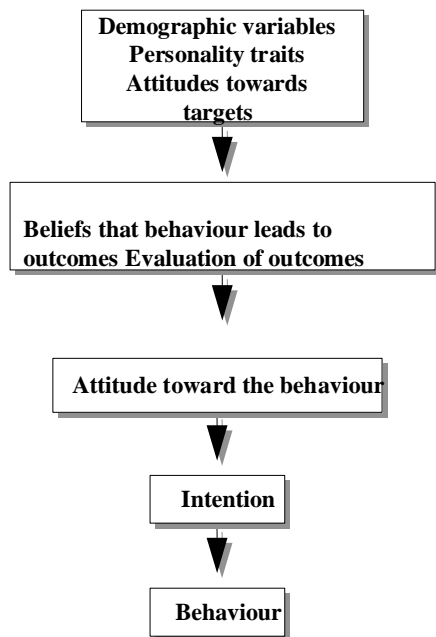 Demographic variables
Personality traits
Attitudes towards
targets
Beliefs that behaviour leads to
outcomes Evaluation of outcomes
Attitude toward the behaviour
Intention
Behaviour